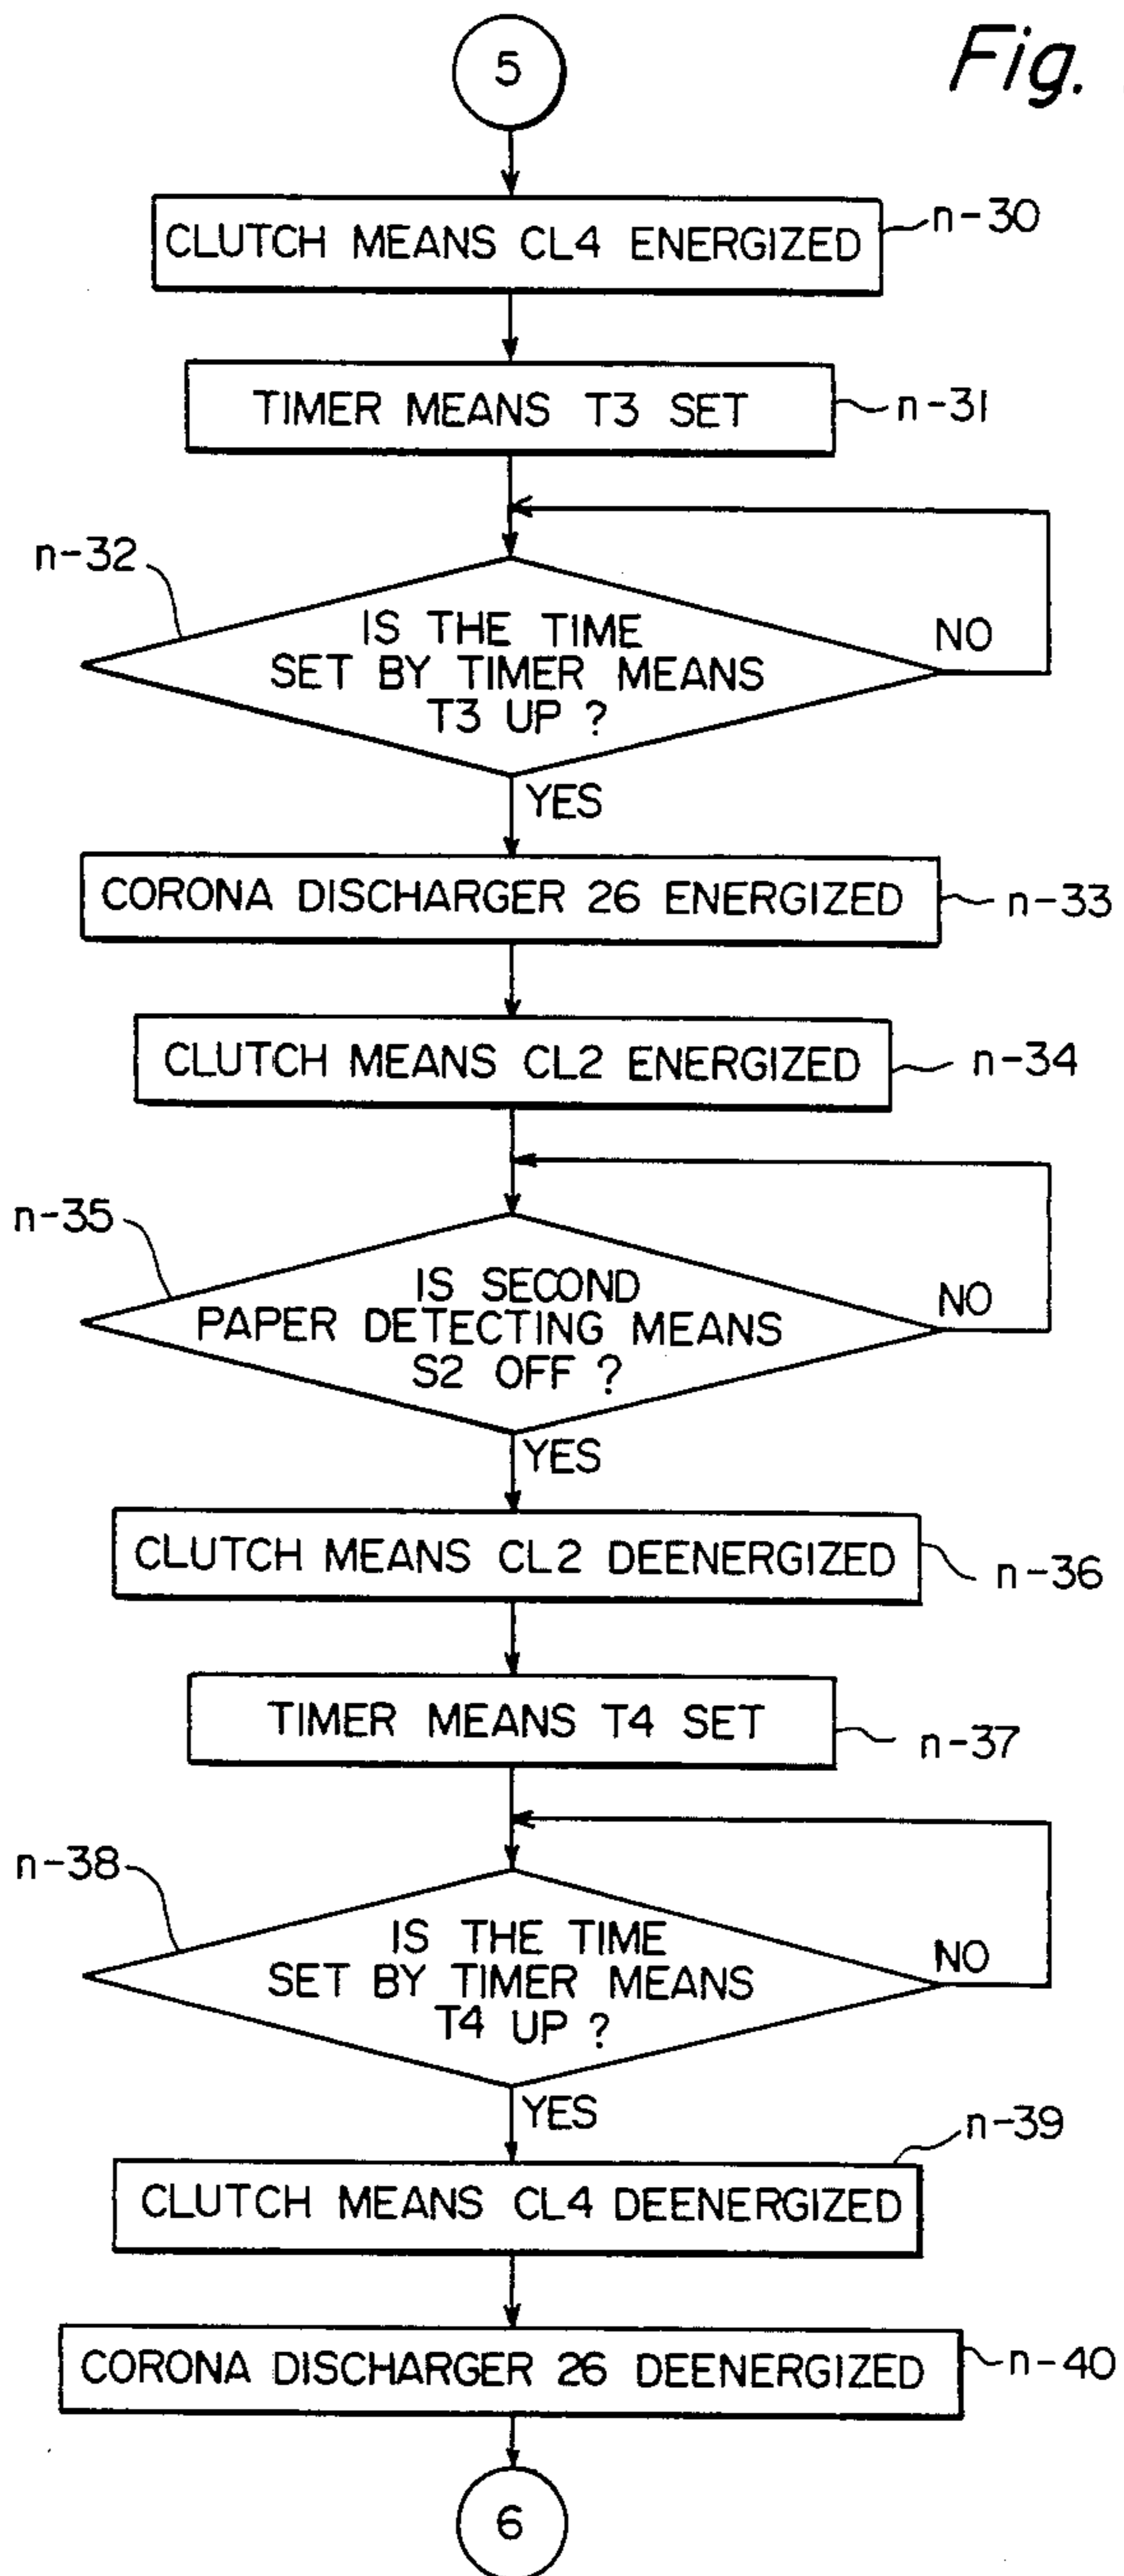 Fig.
5
CLUTCH MEANS CL4 ENERGIZED
n-30
TIMER MEANS T3 SET
n-31
n-32
IS THE TIME
SET BY TIMER MEANS
T3 UP ?
NO
YES
CORONA DISCHARGER 26 ENERGIZED
n-33
CLUTCH MEANS CL2 ENERGIZED
n-34
n-35
IS SECOND
PAPER DETECTING MEANS
S2 OFF ?
NO
YES
CLUTCH MEANS CL2 DEENERGIZED
n-36
TIMER MEANS T4 SET
n-37
n-38
IS THE TIME
SET BY TIMER MEANS
T4 UP ?
NO
YES
n-39
CLUTCH MEANS CL4 DEENERGIZED
CORONA DISCHARGER 26 DEENERGIZED
n-40
6